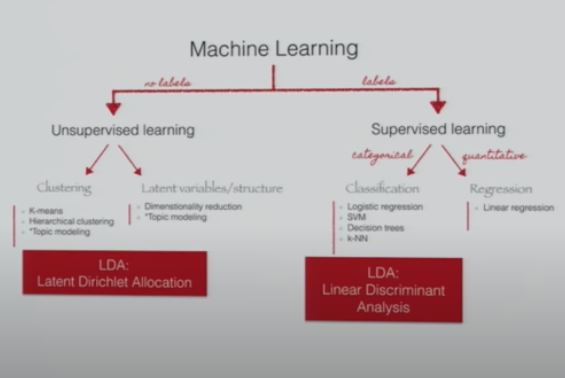 Machine Learning
no labels
labels
Unsupervised learning
Supervised learning
categorical
quantitative
Clustering
Latent variables/structure
Classification
Regression
K-means
Hierarchical clustering
*Topic modeling
Dimenstionality reduction
*Topic modeling
Logistic regression
SVM
Decision trees
k-NN
Linear regression
LDA:
Latent Dirichlet Allocation
LDA:
Linear Discriminant
Analysis